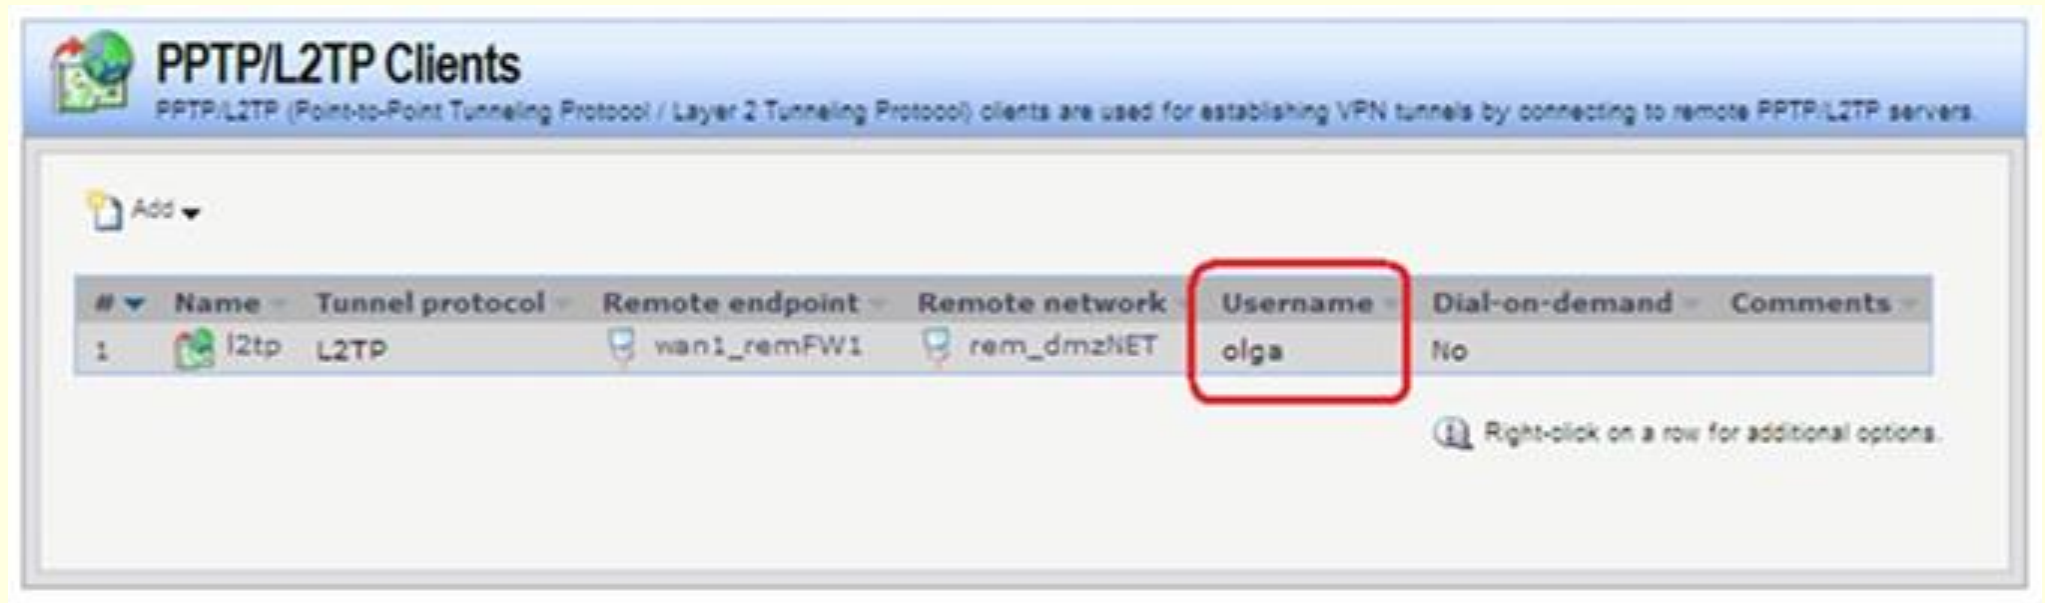 PPTP/L2TP Clients
PPTP/L2TP (Point-to-Point Tunneling Protocol / Layer 2 Tunneling Protocol) clients are used for establishing VPN tunnels by connecting to remote PPTP/L2TP servers.
Add
# Name Tunnel protocol Remote endpoint Remote network Username Dial-on-demand Comments
1 l2tp L2TP wan1_remFW1 rem_dmzNET olga No
Right-click on a row for additional options.